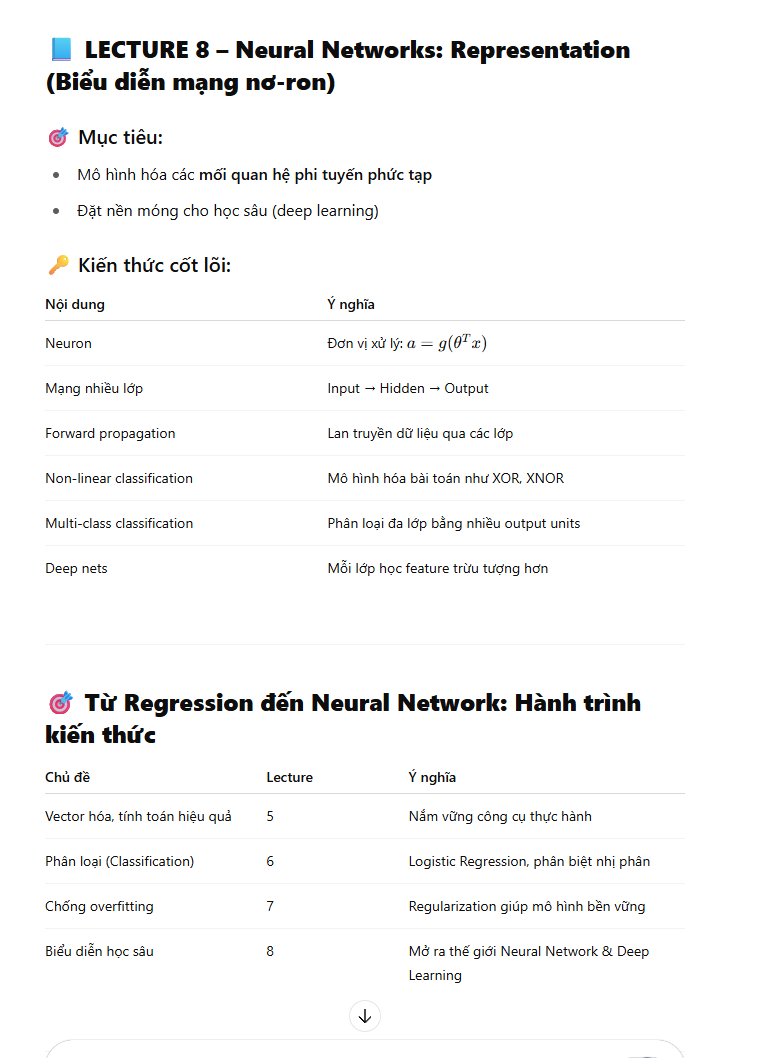 📘 LECTURE 8 – Neural Networks: Representation
(Biểu diễn mạng nơ-ron)
🎯 Mục tiêu:
• Mô hình hóa các mối quan hệ phi tuyến phức tạp
• Đặt nền móng cho học sâu (deep learning)
🔑 Kiến thức cốt lõi:
Nội dung Ý nghĩa
Neuron Đơn vị xử lý: a = g(θᵀx)
Mạng nhiều lớp Input → Hidden → Output
Forward propagation Lan truyền dữ liệu qua các lớp
Non-linear classification Mô hình hóa bài toán như XOR, XNOR
Multi-class classification Phân loại đa lớp bằng nhiều output units
Deep nets Mỗi lớp học feature trừu tượng hơn
🎯 Từ Regression đến Neural Network: Hành trình
kiến thức
Chủ đề Lecture Ý nghĩa
Vector hóa, tính toán hiệu quả 5 Nắm vững công cụ thực hành
Phân loại (Classification) 6 Logistic Regression, phân biệt nhị phân
Chống overfitting 7 Regularization giúp mô hình bền vững
Biểu diễn học sâu 8 Mở ra thế giới Neural Network & Deep
Learning